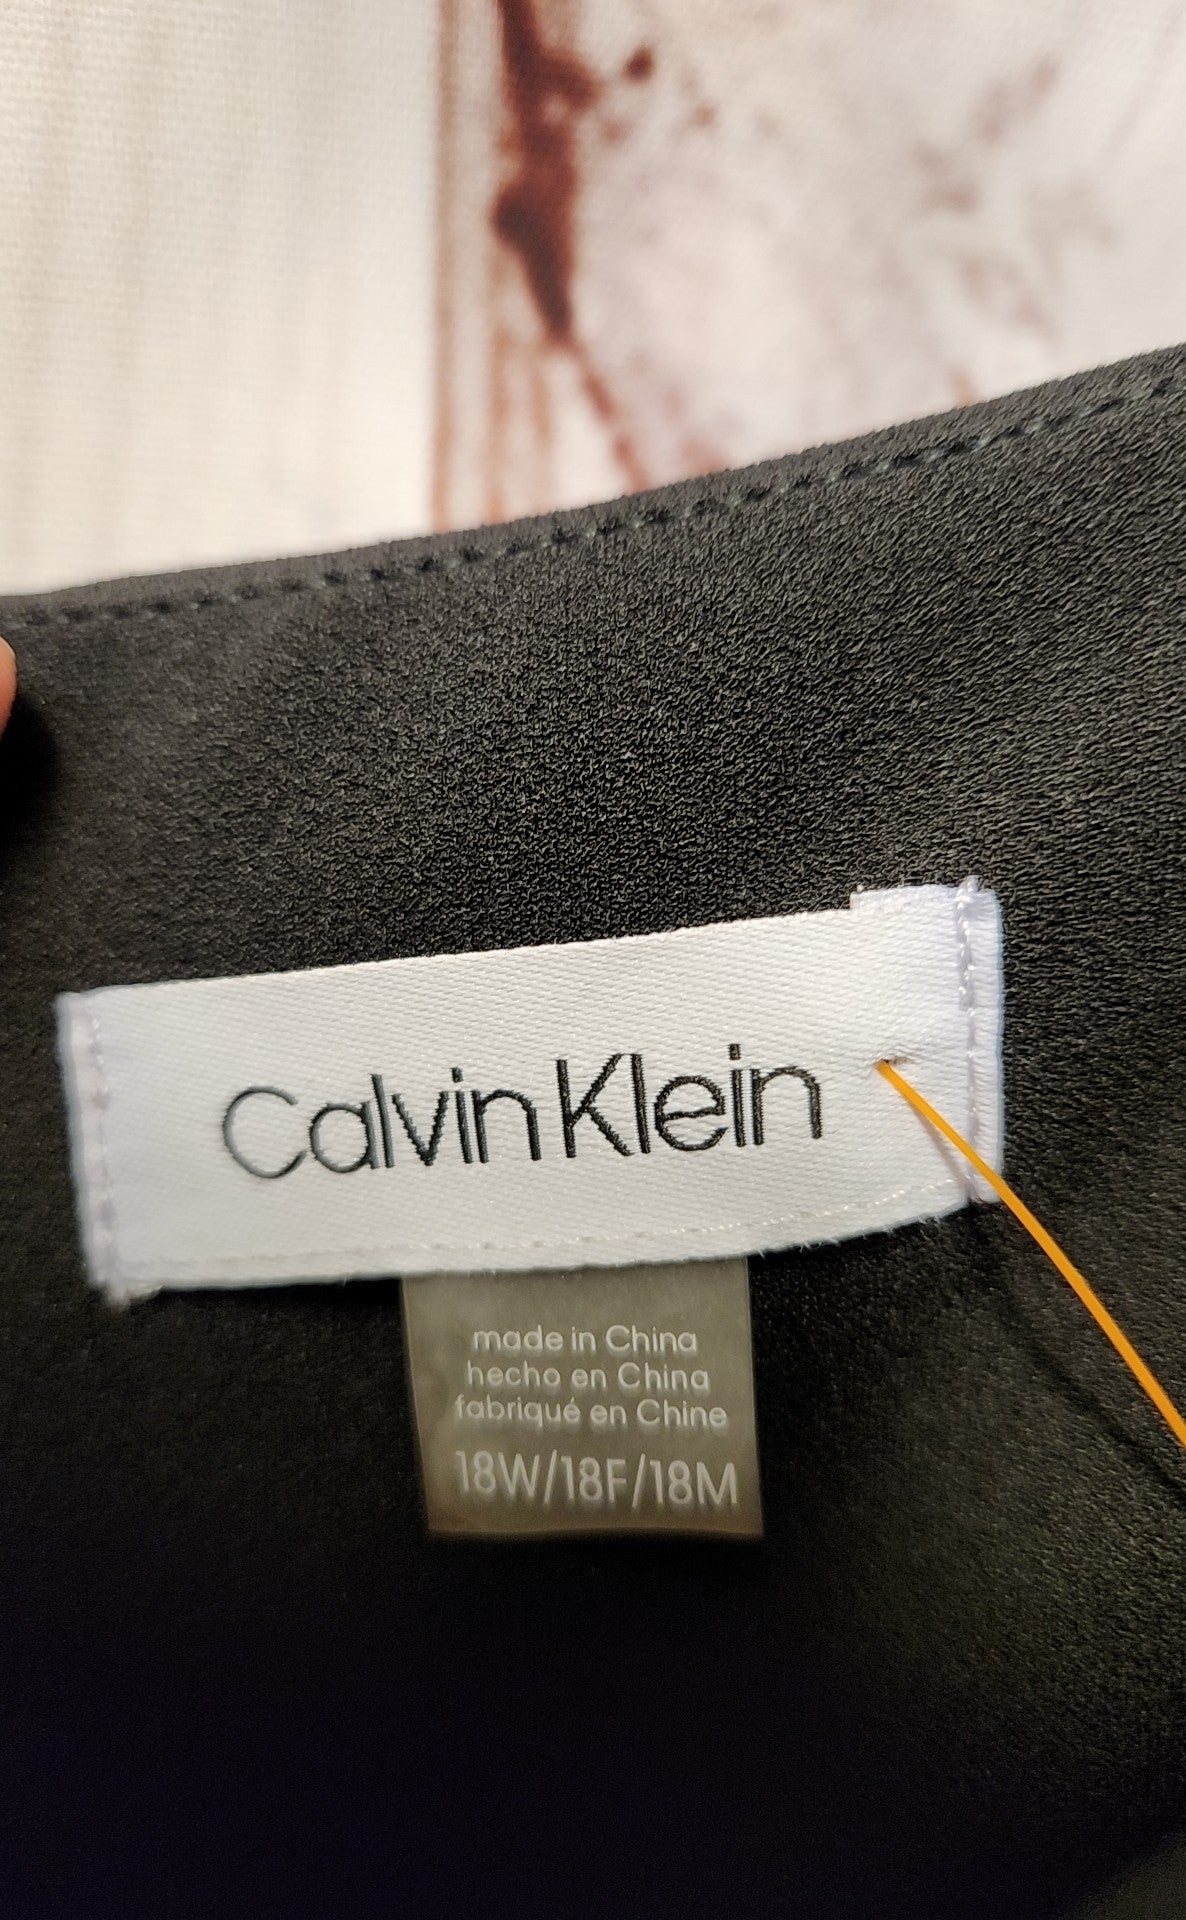 Calvin Klein
made in China
hecho en China
fabriqué en Chine
18W/18F/18M